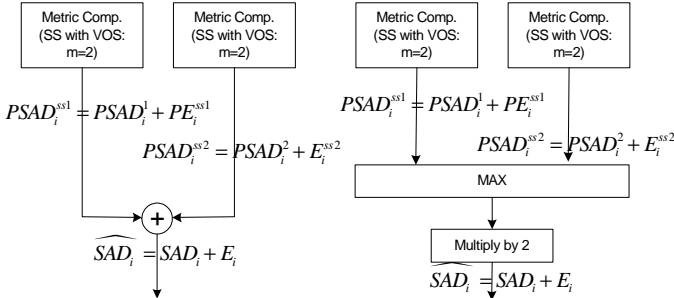 Metric Comp.
(SS with VOS:
m=2)
Metric Comp.
(SS with VOS:
m=2)
PSAD_i^{ss1} = PSAD_i^1 + PE_i^{ss1}
PSAD_i^{ss2} = PSAD_i^2 + E_i^{ss2}
+
\widehat{SAD_i} = SAD_i + E_i
Metric Comp.
(SS with VOS:
m=2)
Metric Comp.
(SS with VOS:
m=2)
PSAD_i^{ss1} = PSAD_i^1 + PE_i^{ss1}
PSAD_i^{ss2} = PSAD_i^2 + E_i^{ss2}
MAX
Multiply by 2
\widehat{SAD_i} = SAD_i + E_i